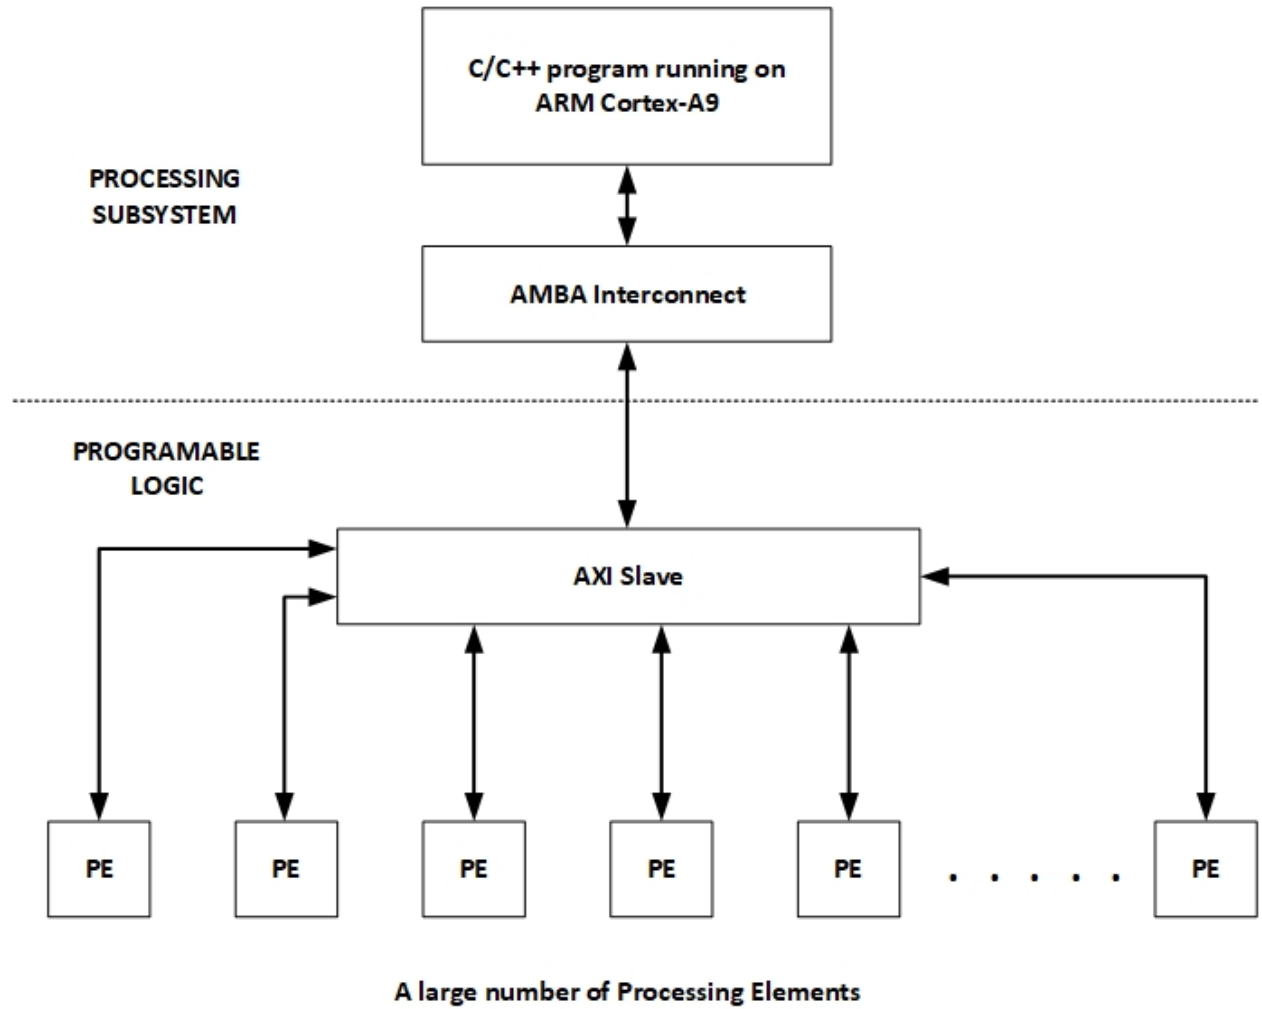 C/C++ program running on
ARM Cortex-A9
PROCESSING
SUBSYSTEM
AMBA Interconnect
PROGRAMABLE
LOGIC
AXI Slave
PE PE PE PE PE . . . . . PE
A large number of Processing Elements